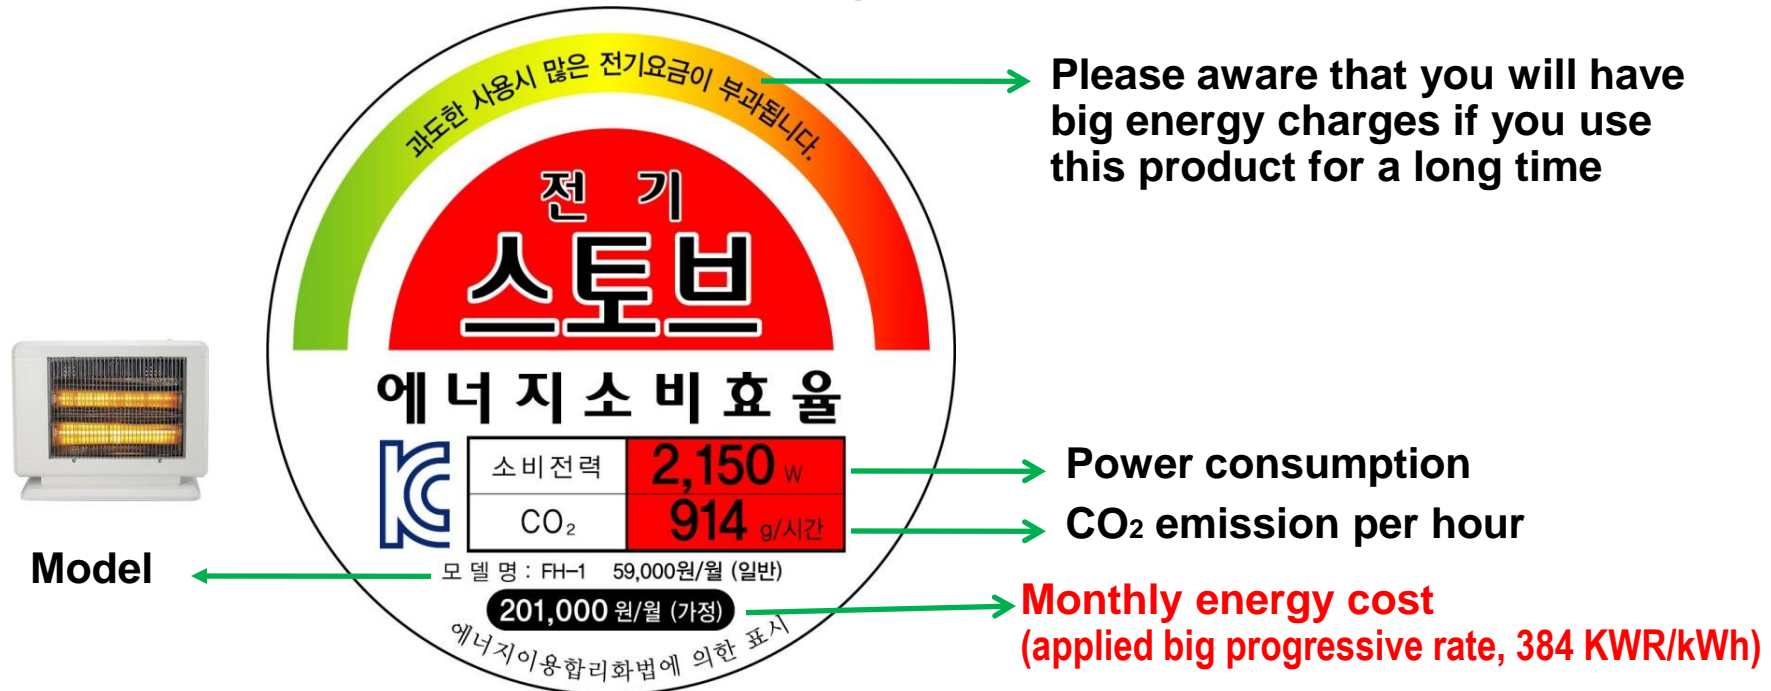 과도한 사용시 많은 전기요금이 부과됩니다.
Please aware that you will have
big energy charges if you use
this product for a long time
전 기
스토브
에너지소비효율
소비전력 2,150 W
Power consumption
CO₂ 914 g/시간
CO₂ emission per hour
Model
모델명 : FH-1 59,000원/월 (일반)
201,000 원/월 (가정)
Monthly energy cost
(applied big progressive rate, 384 KWR/kWh)
에너지이용합리화법에 의한 표시